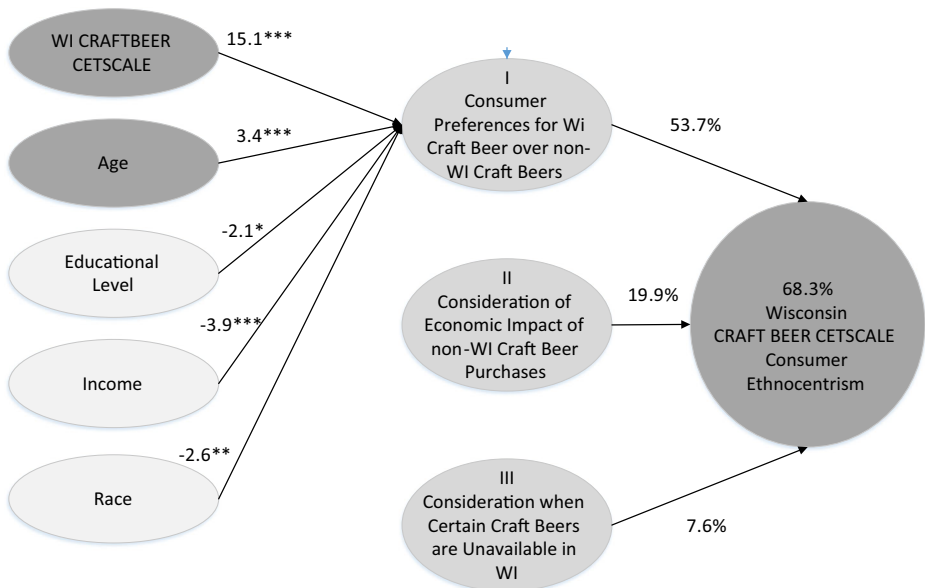 WI CRAFTBEER
CETSCALE
15.1***
Age
3.4***
Educational
Level
-2.1*
Income
-3.9***
Race
-2.6**
I
Consumer
Preferences for Wi
Craft Beer over non-
WI Craft Beers
53.7%
II
Consideration of
Economic Impact of
non-WI Craft Beer
Purchases
19.9%
III
Consideration when
Certain Craft Beers
are Unavailable in
WI
7.6%
68.3%
Wisconsin
CRAFT BEER CETSCALE
Consumer
Ethnocentrism